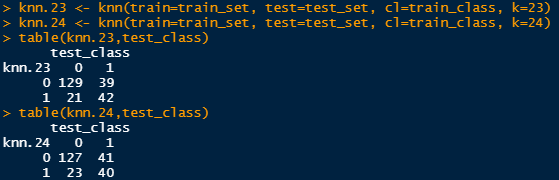 > knn.23 <- knn(train=train_set, test=test_set, cl=train_class, k=23)
> knn.24 <- knn(train=train_set, test=test_set, cl=train_class, k=24)
> table(knn.23,test_class)
      test_class
knn.23   0   1
     0 129  39
     1  21  42
> table(knn.24,test_class)
      test_class
knn.24   0   1
     0 127  41
     1  23  40